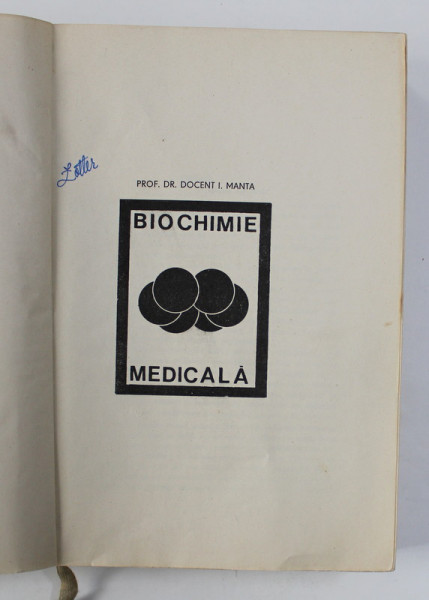 Lotter
PROF. DR. DOCENT I. MANTA
BIOCHIMIE
MEDICALĂ